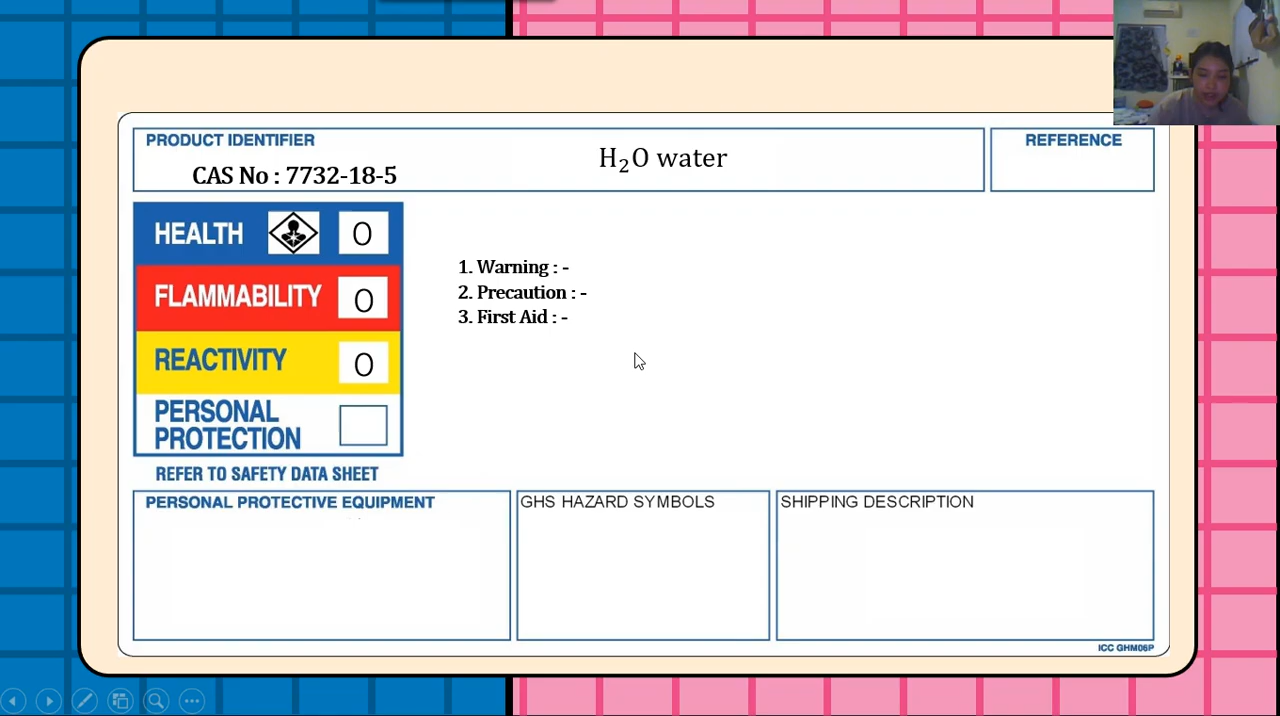 PRODUCT IDENTIFIER
CAS No : 7732-18-5
H₂O water
REFERENCE
HEALTH 0
FLAMMABILITY 0
REACTIVITY 0
PERSONAL
PROTECTION
REFER TO SAFETY DATA SHEET
1. Warning : -
2. Precaution : -
3. First Aid : -
PERSONAL PROTECTIVE EQUIPMENT
GHS HAZARD SYMBOLS
SHIPPING DESCRIPTION
ICC GHM06P